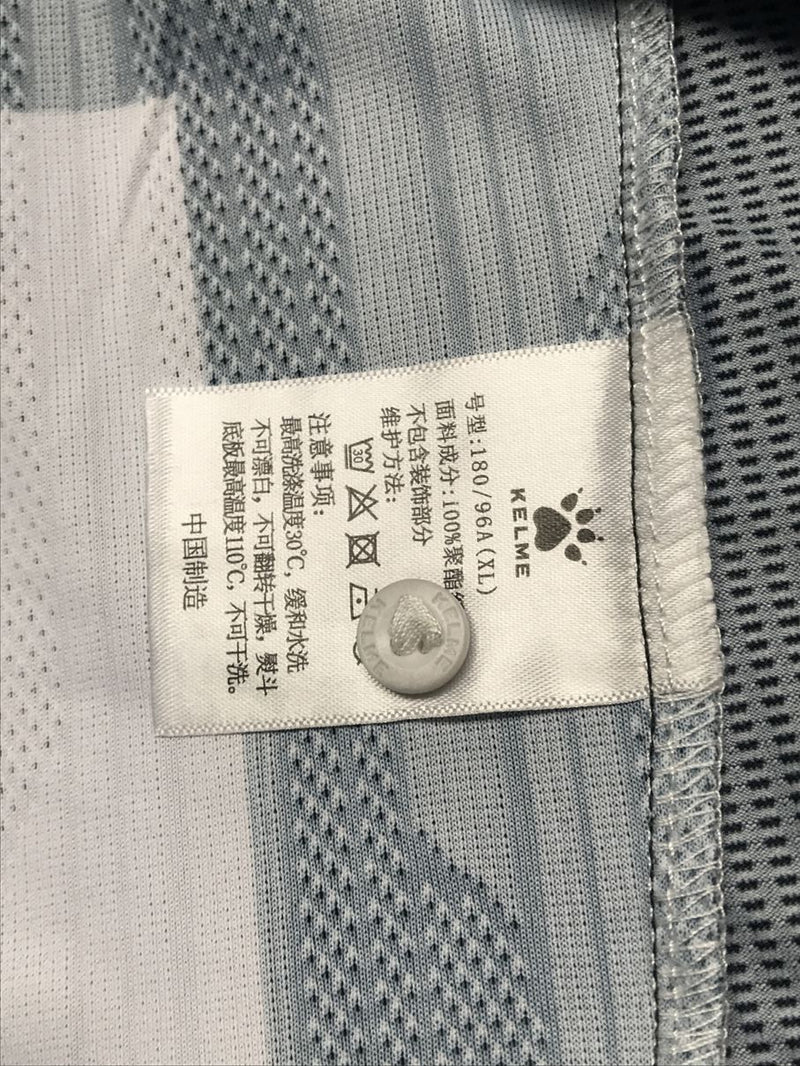 KELME
号型:180/96A(XL)
面料成分:100%聚酯
不包含装饰部分
维护方法:
30
注意事项:
最高洗涤温度30℃，缓和水洗
不可漂白，不可翻转干燥，熨斗
底板最高温度110℃，不可干洗。
中国制造
KELME
KELME